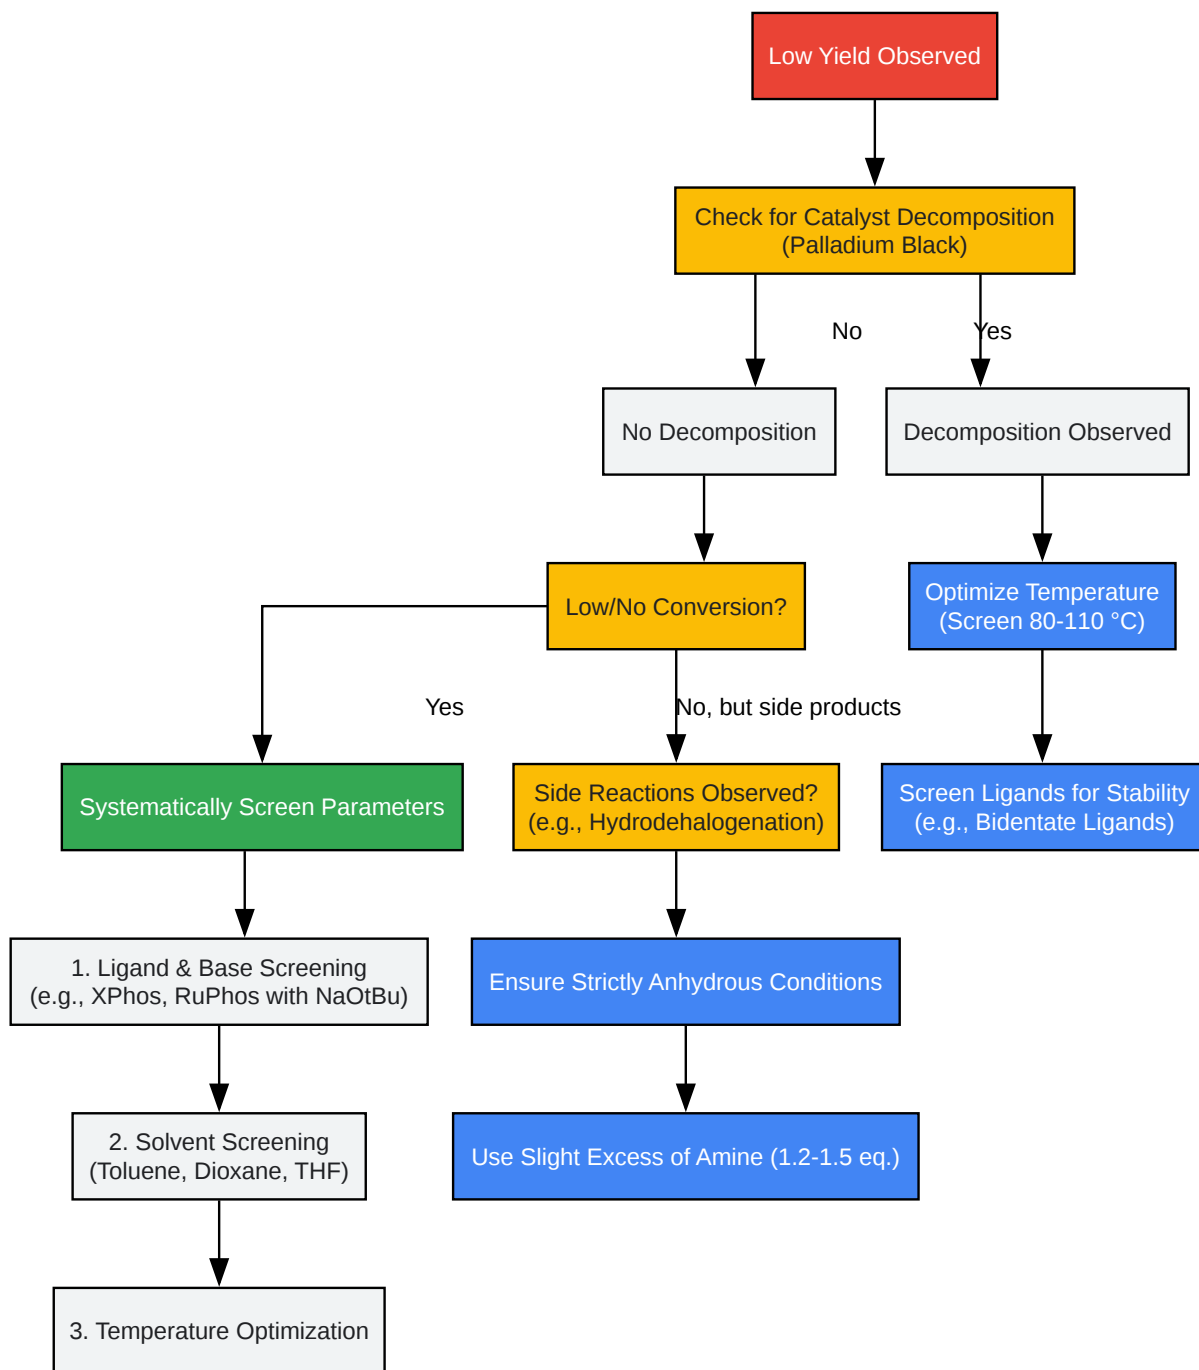 Low Yield Observed
Check for Catalyst Decomposition
(Palladium Black)
No
Yes
No Decomposition
Decomposition Observed
Low/No Conversion?
Optimize Temperature
(Screen 80-110 °C)
Yes
No, but side products
Systematically Screen Parameters
Side Reactions Observed?
(e.g., Hydrodehalogenation)
Screen Ligands for Stability
(e.g., Bidentate Ligands)
1. Ligand & Base Screening
(e.g., XPhos, RuPhos with NaOtBu)
Ensure Strictly Anhydrous Conditions
2. Solvent Screening
(Toluene, Dioxane, THF)
Use Slight Excess of Amine (1.2-1.5 eq.)
3. Temperature Optimization